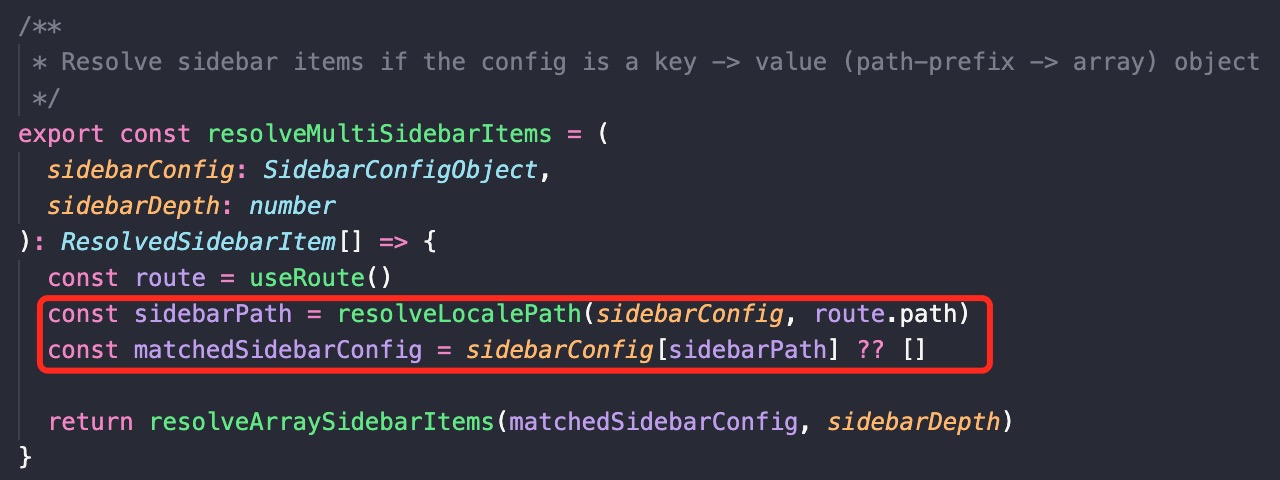 /**
 * Resolve sidebar items if the config is a key -> value (path-prefix -> array) object
 */
export const resolveMultiSidebarItems = (
  sidebarConfig: SidebarConfigObject,
  sidebarDepth: number
): ResolvedSidebarItem[] => {
  const route = useRoute()
  const sidebarPath = resolveLocalePath(sidebarConfig, route.path)
  const matchedSidebarConfig = sidebarConfig[sidebarPath] ?? []

  return resolveArraySidebarItems(matchedSidebarConfig, sidebarDepth)
}